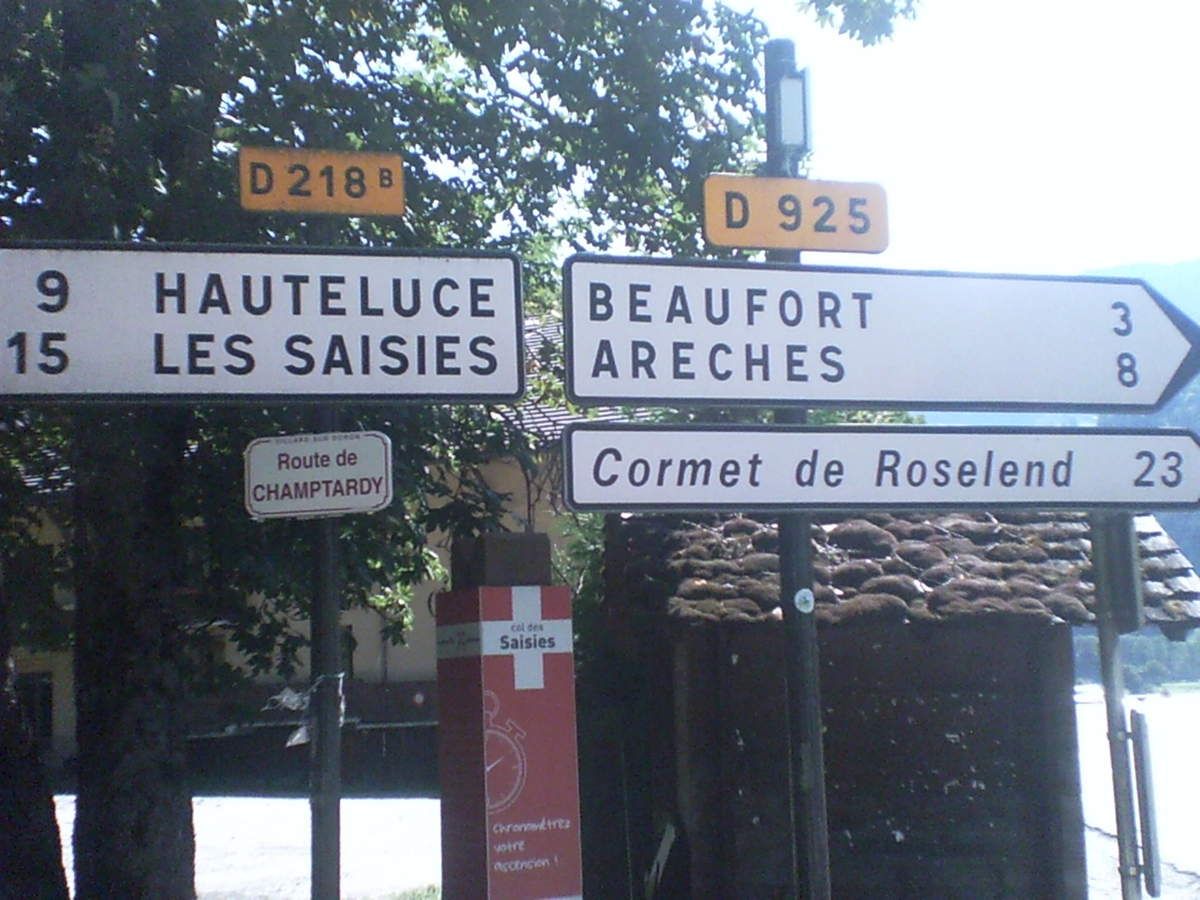 D 218 B
9 HAUTELUCE
15 LES SAISIES
Route de
CHAMPTARDY
D 925
BEAUFORT 3
ARECHES 8
Cormet de Roselend 23
col des
Saisies
Chronométrez
votre
ascension !